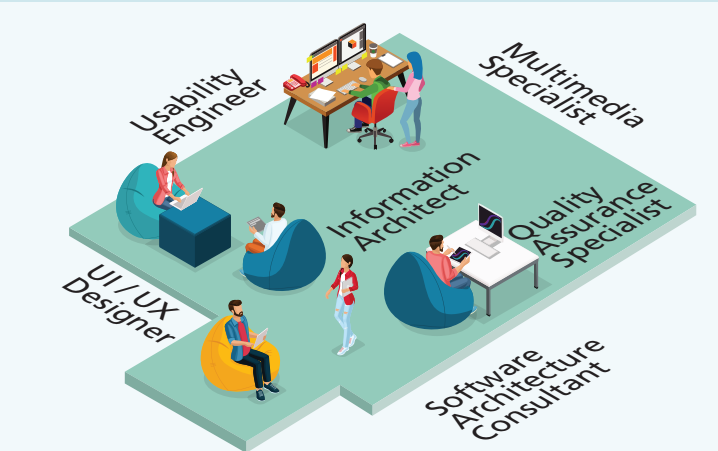 Usability
Engineer
Multimedia
Specialist
Information
Architect
Quality
Assurance
Specialist
UI / UX
Designer
Software
Architecture
Consultant